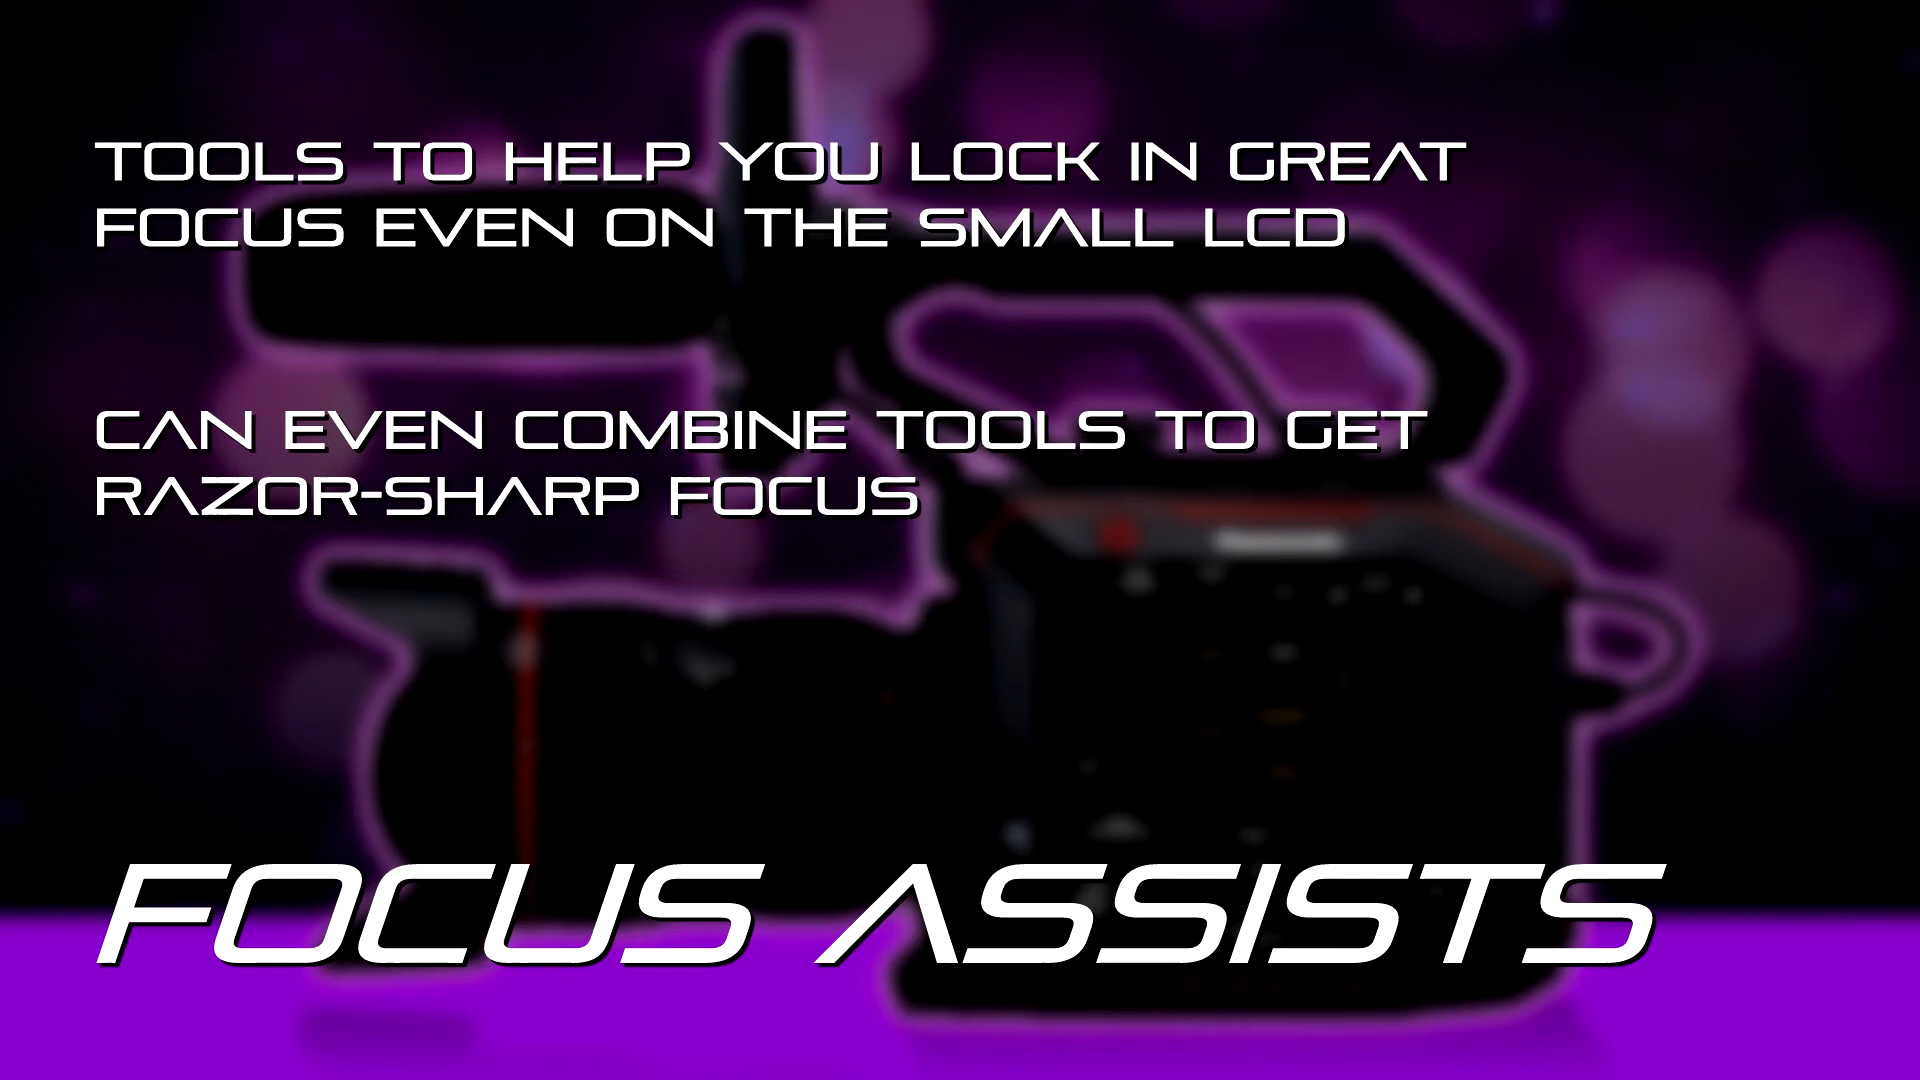 TOOLS TO HELP YOU LOCK IN GREAT
FOCUS EVEN ON THE SMALL LCD
CAN EVEN COMBINE TOOLS TO GET
RAZOR-SHARP FOCUS
Panasonic
FOCUS ASSISTS